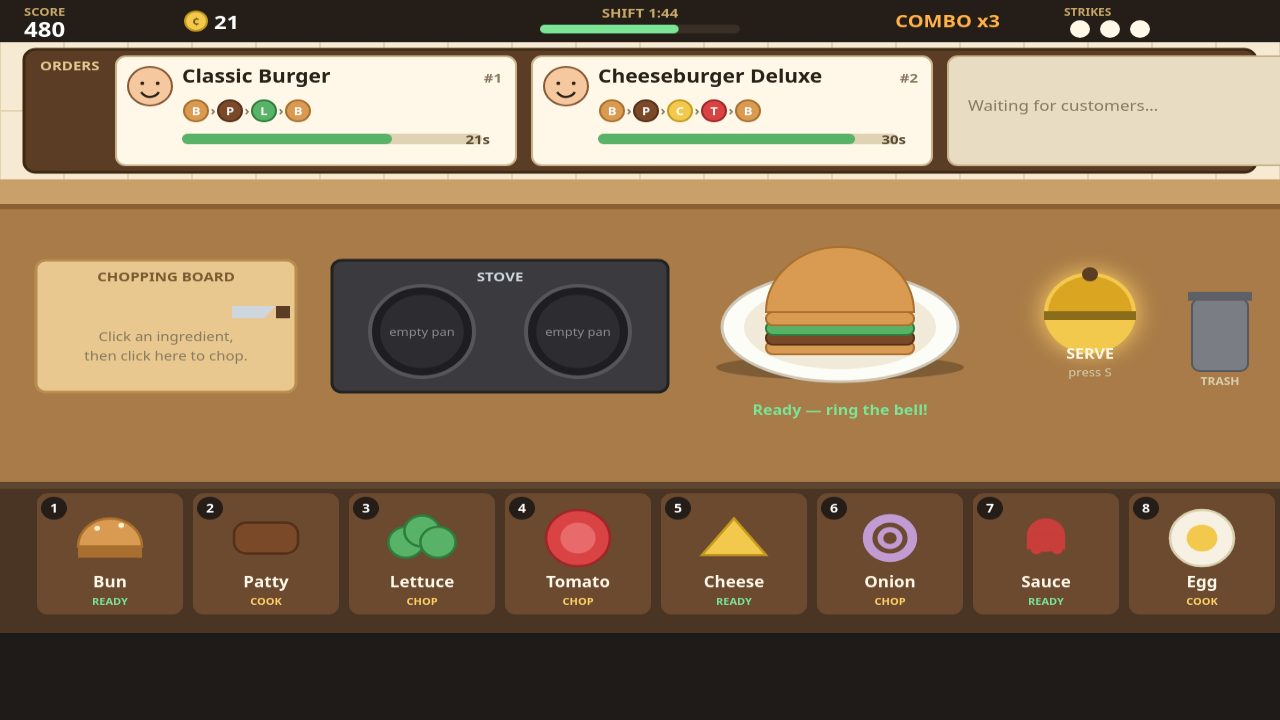 SCORE
480
¢ 21
SHIFT 1:44
COMBO x3
STRIKES
ORDERS
Classic Burger #1
B › P › L › B
21s
Cheeseburger Deluxe #2
B › P › C › T › B
30s
Waiting for customers...
CHOPPING BOARD
Click an ingredient,
then click here to chop.
STOVE
empty pan
empty pan
Ready — ring the bell!
SERVE
press S
TRASH
1
Bun
READY
2
Patty
COOK
3
Lettuce
CHOP
4
Tomato
CHOP
5
Cheese
READY
6
Onion
CHOP
7
Sauce
READY
8
Egg
COOK